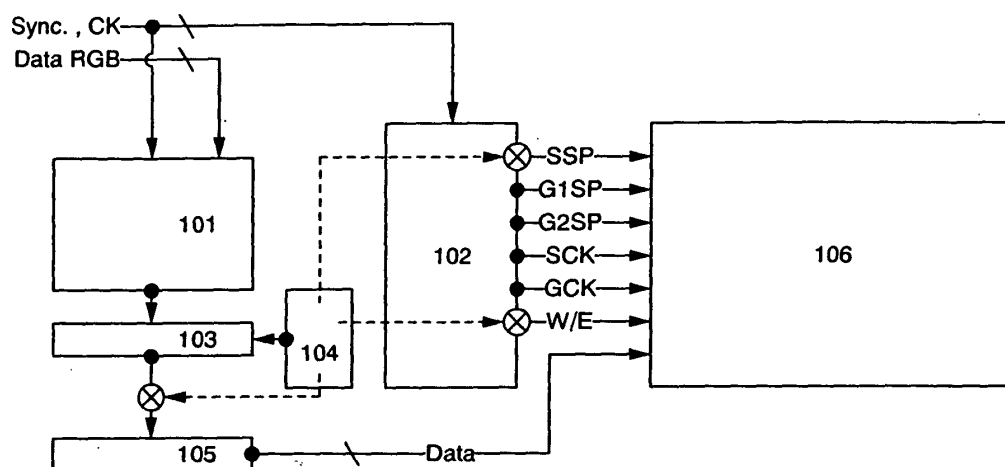 Sync. , CK
Data RGB
SSP
G1SP
101
G2SP
102
SCK
106
GCK
W/E
103
104
105
Data